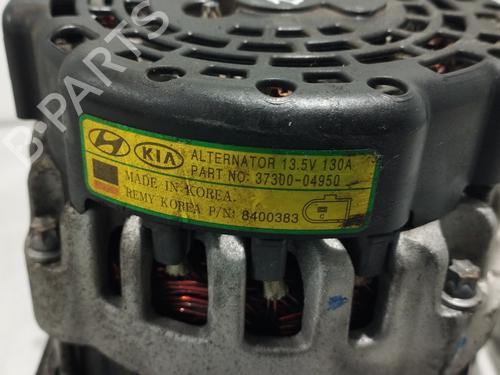 B-PARTS
KIA
ALTERNATOR 13.5V 130A
PART NO: 37300-04950
MADE IN KOREA.
REMY KOREA P/N: 8400383